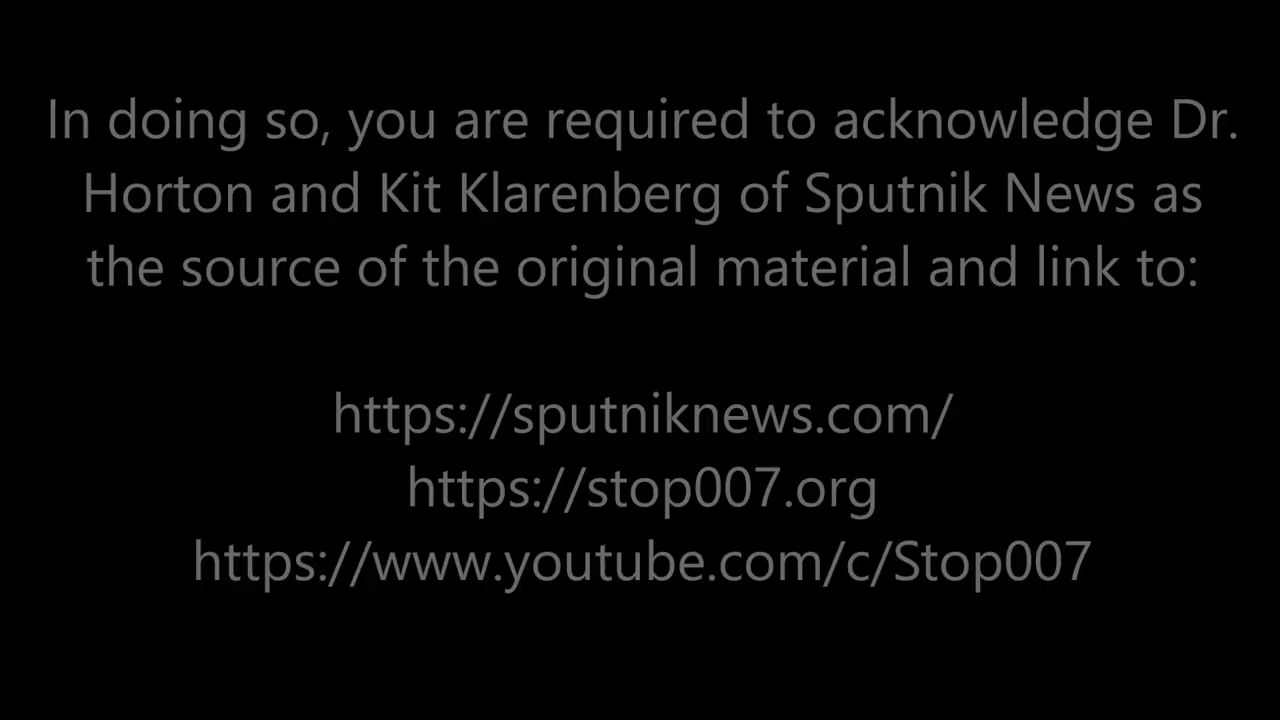 In doing so, you are required to acknowledge Dr.
Horton and Kit Klarenberg of Sputnik News as
the source of the original material and link to:
https://sputniknews.com/
https://stop007.org
https://www.youtube.com/c/Stop007